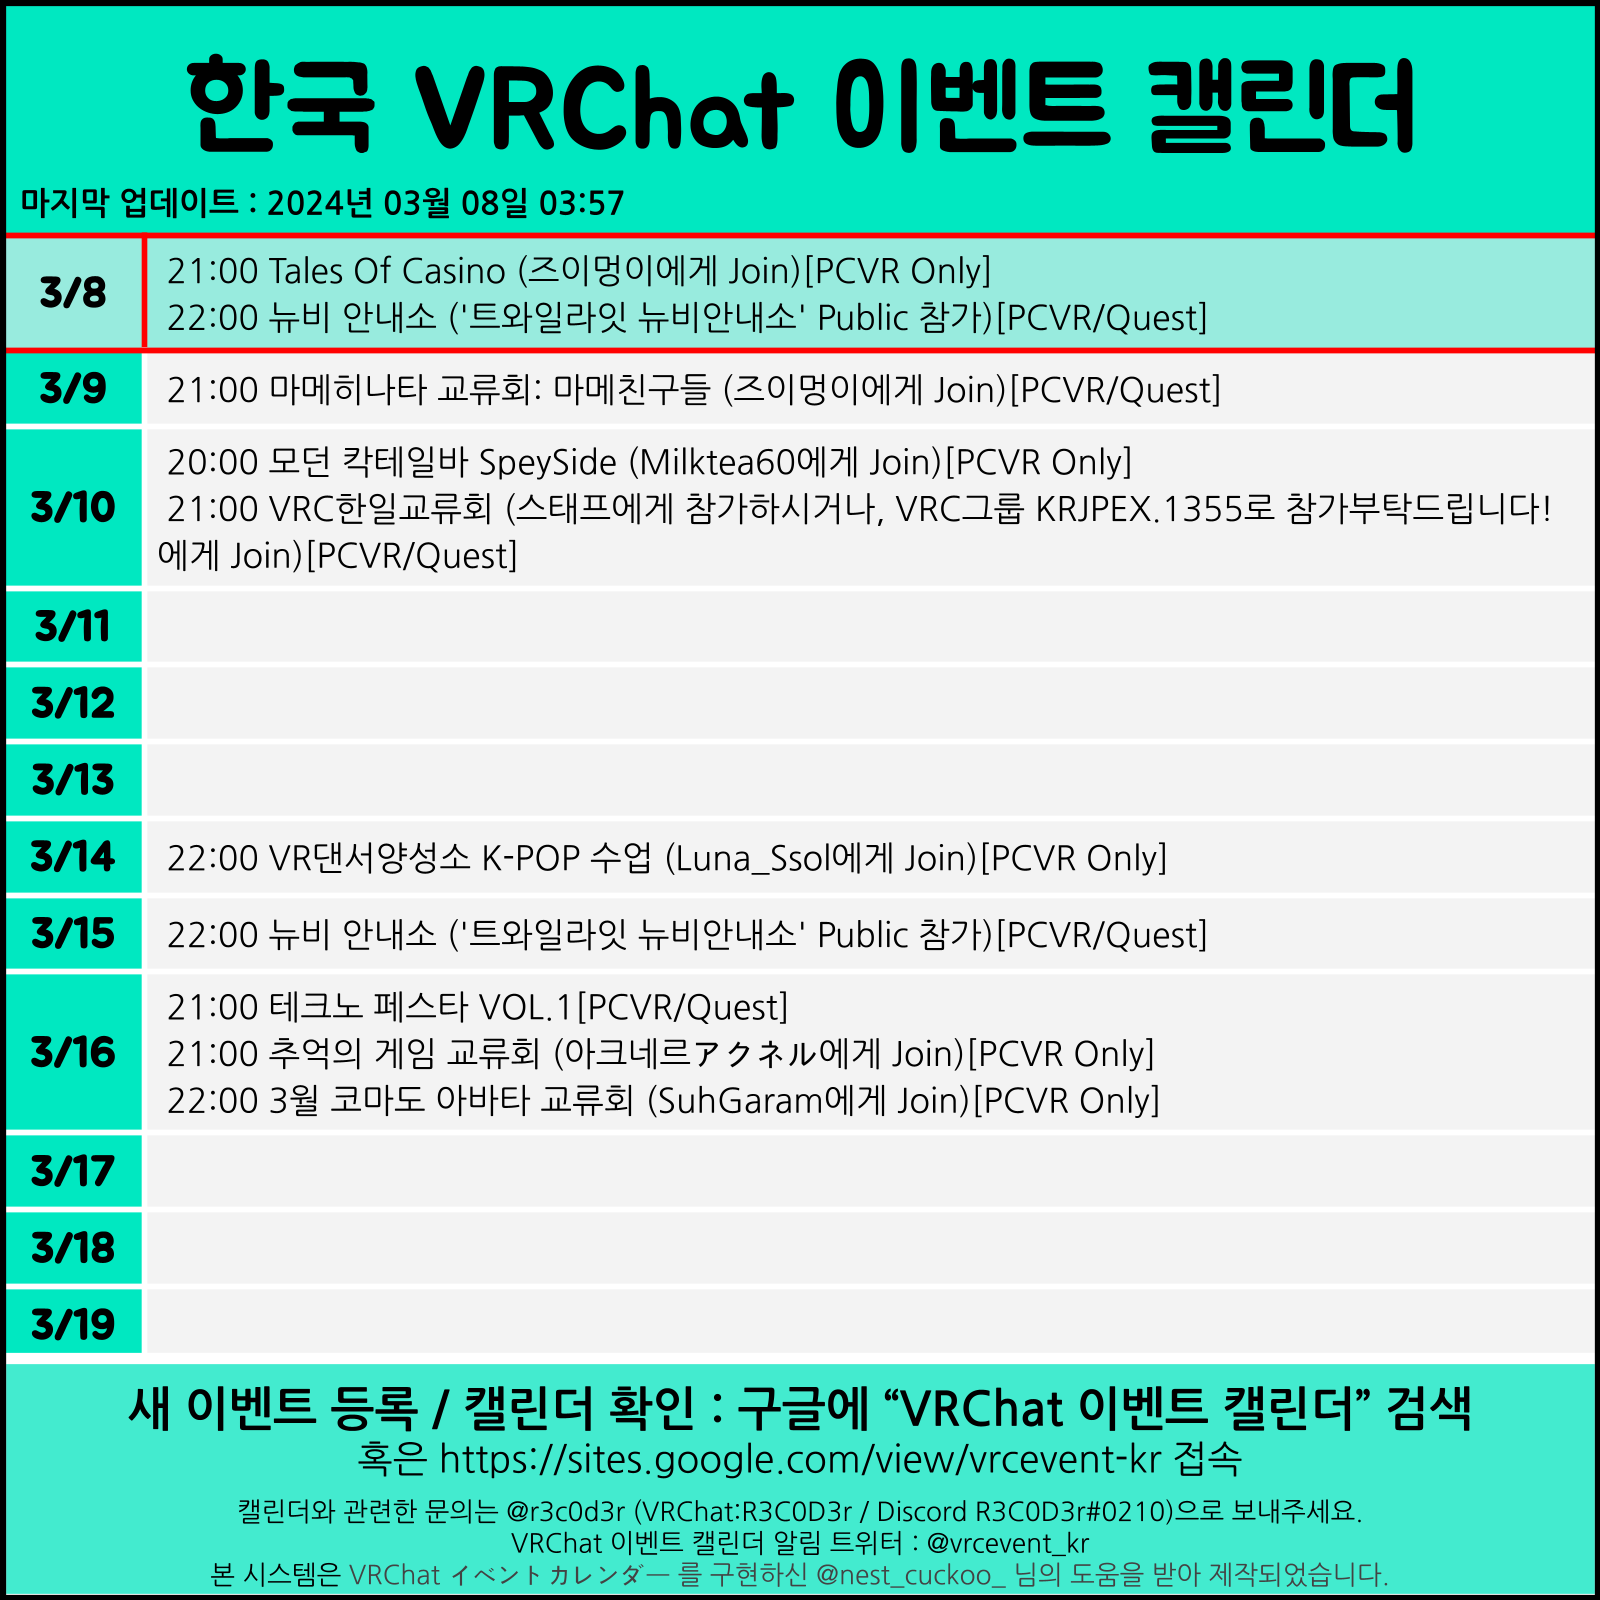 한국 VRChat 이벤트 캘린더
마지막 업데이트 : 2024년 03월 08일 03:57
3/8
21:00 Tales Of Casino (즈이멍이에게 Join)[PCVR Only]
22:00 뉴비 안내소 ('트와일라잇 뉴비안내소' Public 참가)[PCVR/Quest]
3/9
21:00 마메히나타 교류회: 마메친구들 (즈이멍이에게 Join)[PCVR/Quest]
3/10
20:00 모던 칵테일바 SpeySide (Milktea60에게 Join)[PCVR Only]
21:00 VRC한일교류회 (스태프에게 참가하시거나, VRC그룹 KRJPEX.1355로 참가부탁드립니다!
에게 Join)[PCVR/Quest]
3/11
3/12
3/13
3/14
22:00 VR댄서양성소 K-POP 수업 (Luna_Ssol에게 Join)[PCVR Only]
3/15
22:00 뉴비 안내소 ('트와일라잇 뉴비안내소' Public 참가)[PCVR/Quest]
3/16
21:00 테크노 페스타 VOL.1[PCVR/Quest]
21:00 추억의 게임 교류회 (아크네르アクネル에게 Join)[PCVR Only]
22:00 3월 코마도 아바타 교류회 (SuhGaram에게 Join)[PCVR Only]
3/17
3/18
3/19
새 이벤트 등록 / 캘린더 확인 : 구글에 “VRChat 이벤트 캘린더” 검색
혹은 https://sites.google.com/view/vrcevent-kr 접속
캘린더와 관련한 문의는 @r3c0d3r (VRChat:R3C0D3r / Discord R3C0D3r#0210)으로 보내주세요.
VRChat 이벤트 캘린더 알림 트위터 : @vrcevent_kr
본 시스템은 VRChat イベントカレンダー 를 구현하신 @nest_cuckoo_ 님의 도움을 받아 제작되었습니다.